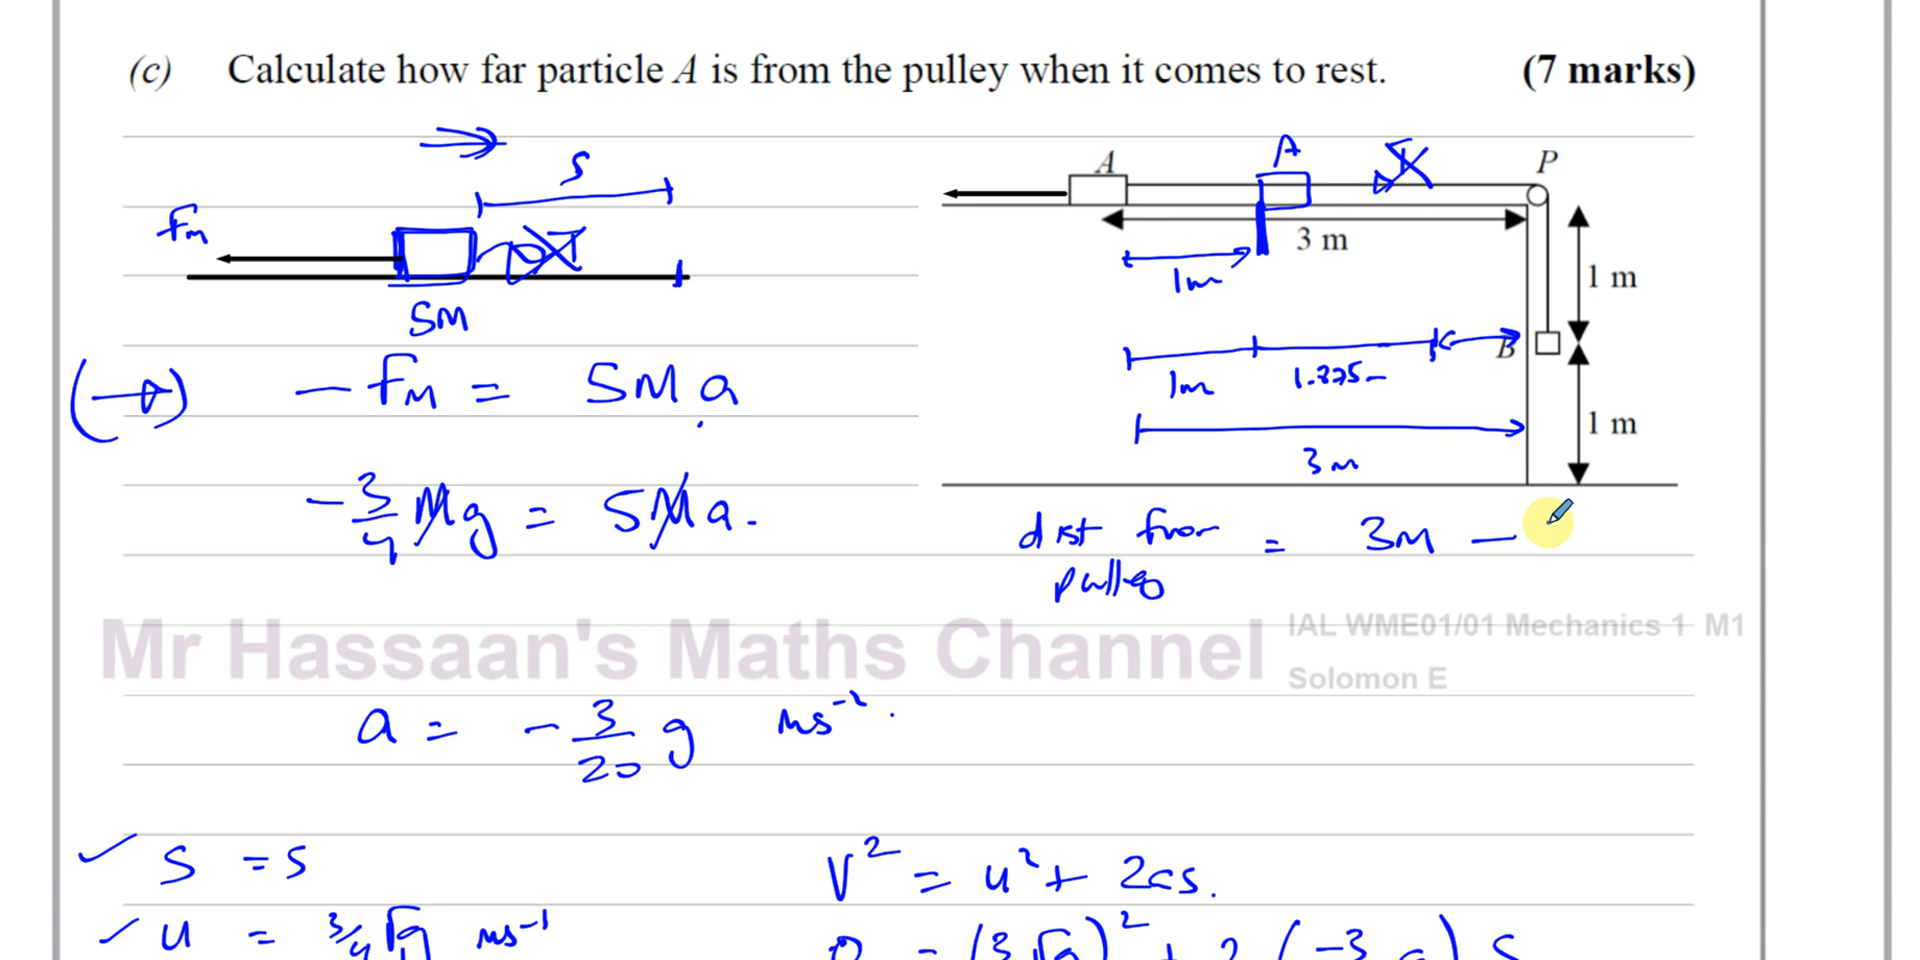 (c) Calculate how far particle A is from the pulley when it comes to rest. (7 marks)
S
Fm
5M
(→) - Fm = 5M a
-3/4 Mg = 5Ma.
A A P
3 m
1m
1 m
B
1m 1.875m
1 m
3m
dist from pulley = 3m -
Mr Hassaan's Maths Channel
IAL WME01/01 Mechanics 1 M1
Solomon E
a = -3/20 g ms⁻².
S = S
V² = u² + 2as.
u = 3/4 √g ms⁻¹